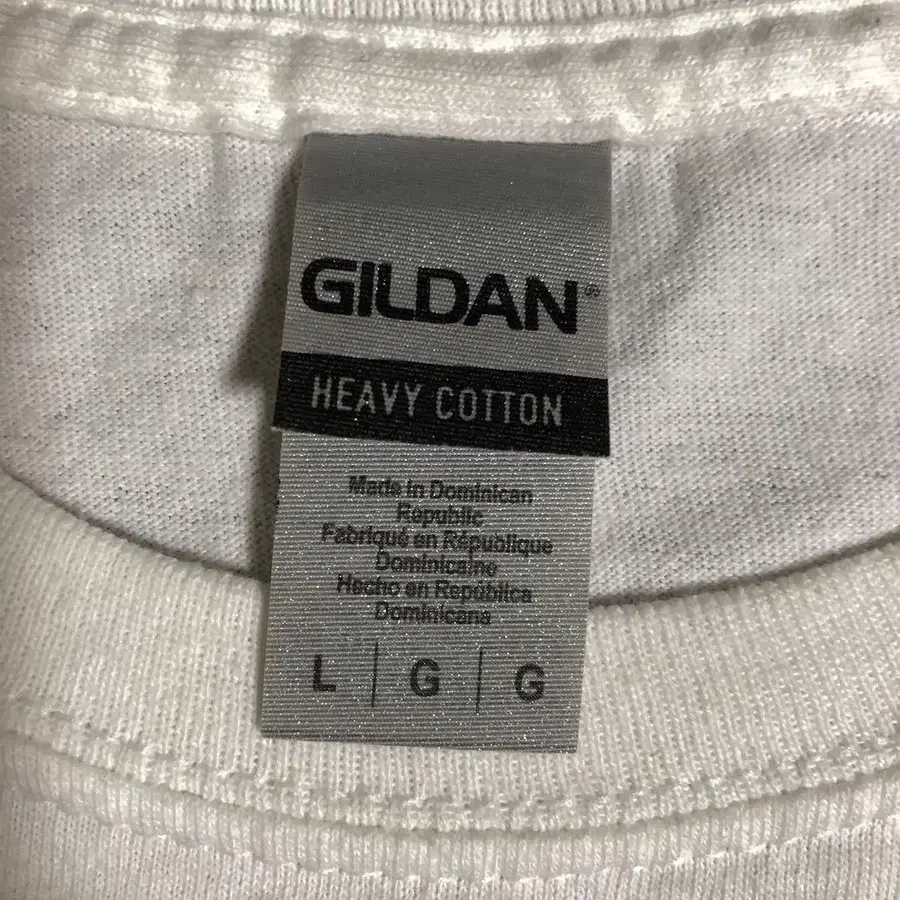 GILDAN®
HEAVY COTTON
Made in Dominican
Republic
Fabriqué en République
Dominicaine
Hecho en República
Dominicana
L | G | G